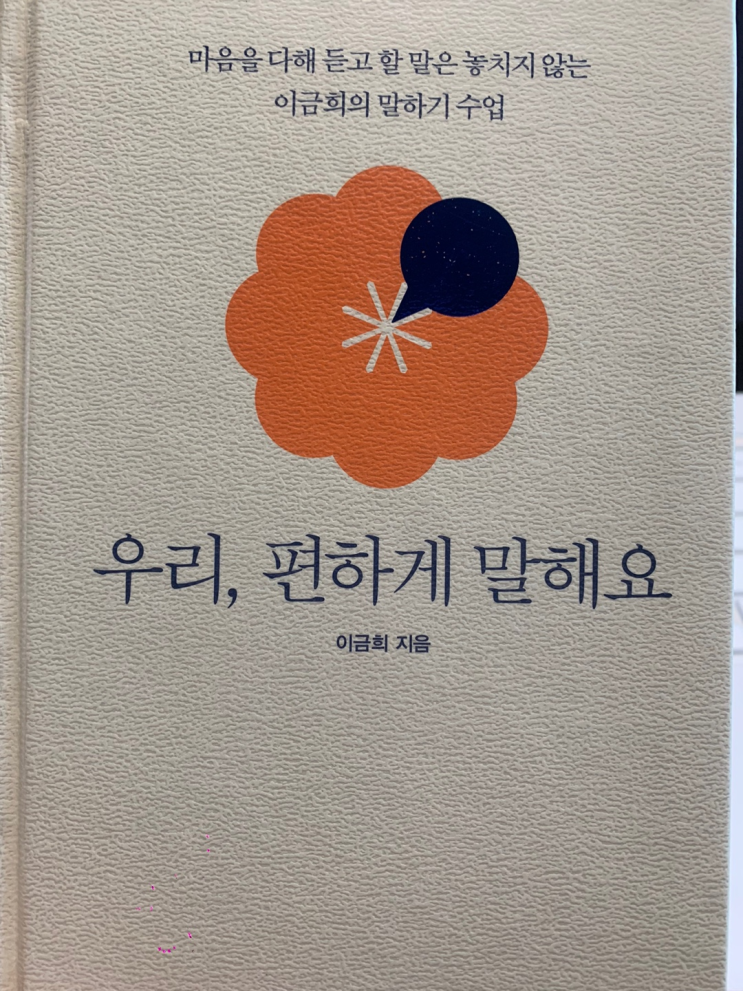 마음을 다해 듣고 할 말은 놓치지 않는
이금희의 말하기 수업
우리, 편하게 말해요
이금희 지음